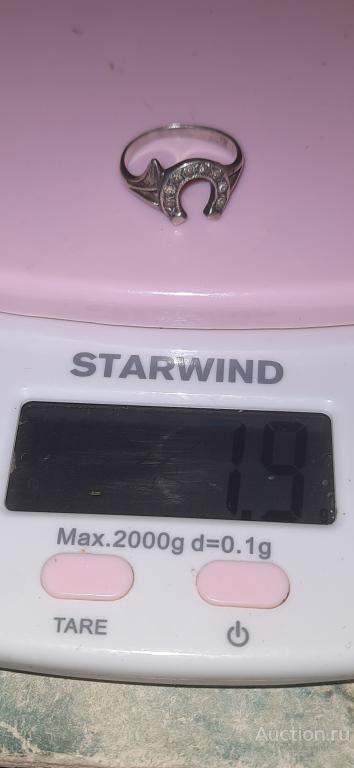 STARWIND
1.9
g
Max.2000g d=0.1g
TARE
Auction.ru